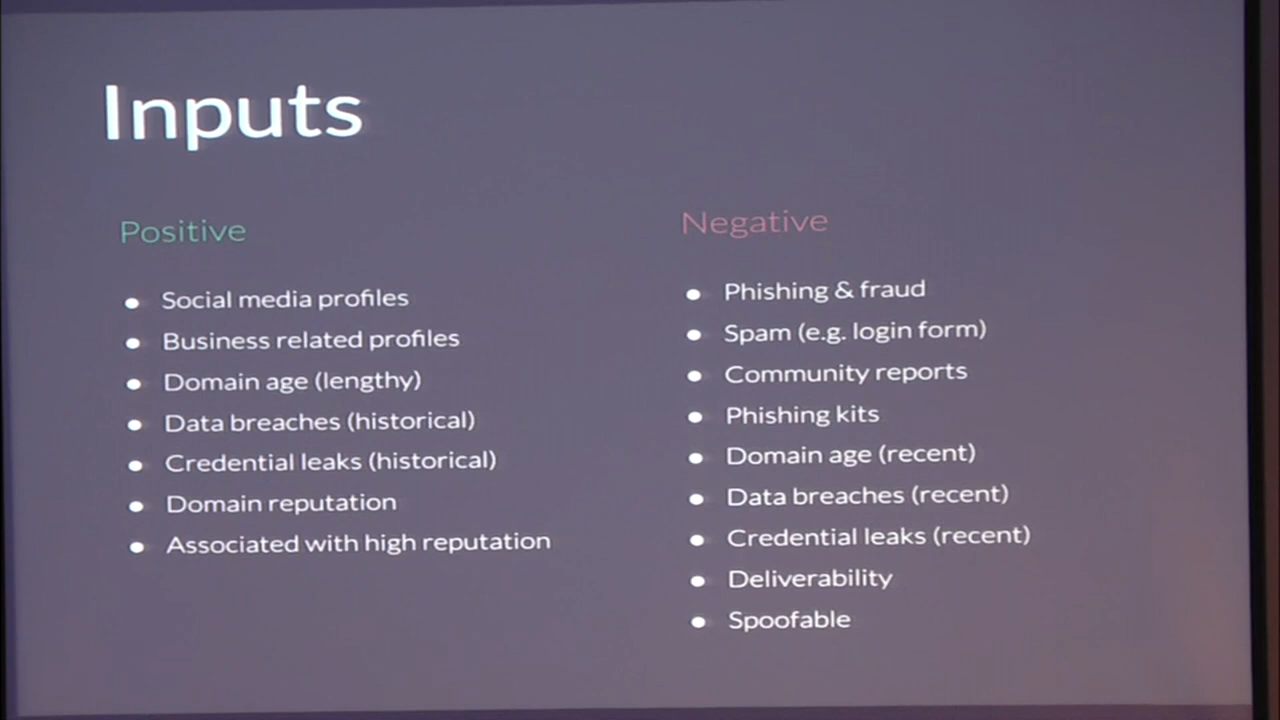 Inputs
Positive
Social media profiles
Business related profiles
Domain age (lengthy)
Data breaches (historical)
Credential leaks (historical)
Domain reputation
Associated with high reputation
Negative
Phishing & fraud
Spam (e.g. login form)
Community reports
Phishing kits
Domain age (recent)
Data breaches (recent)
Credential leaks (recent)
Deliverability
Spoofable